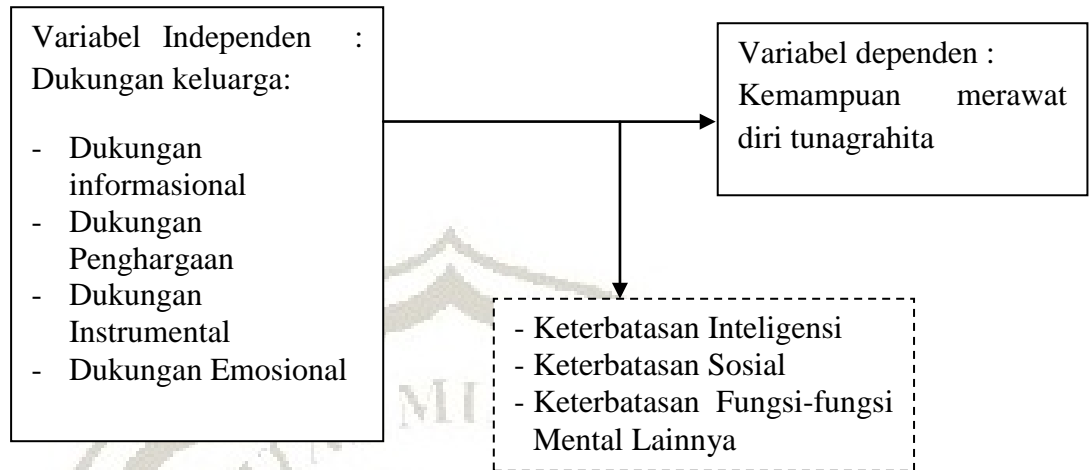 Variabel Independen :
Dukungan keluarga:
- Dukungan
informasional
- Dukungan
Penghargaan
- Dukungan
Instrumental
- Dukungan Emosional
Variabel dependen :
Kemampuan merawat
diri tunagrahita
- Keterbatasan Inteligensi
- Keterbatasan Sosial
- Keterbatasan Fungsi-fungsi
Mental Lainnya